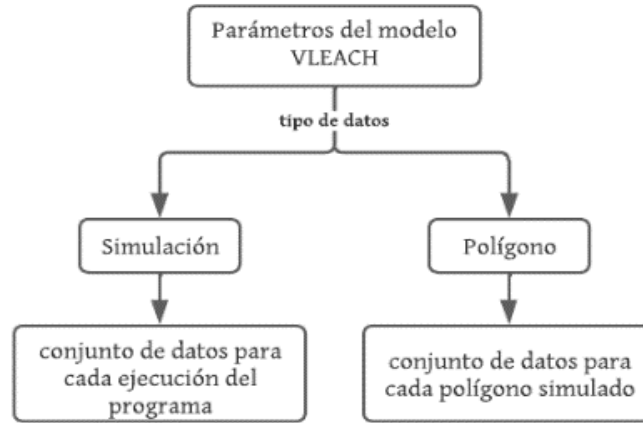 Parámetros del modelo
VLEACH
tipo de datos
Simulación
Polígono
conjunto de datos para
cada ejecución del
programa
conjunto de datos para
cada polígono simulado